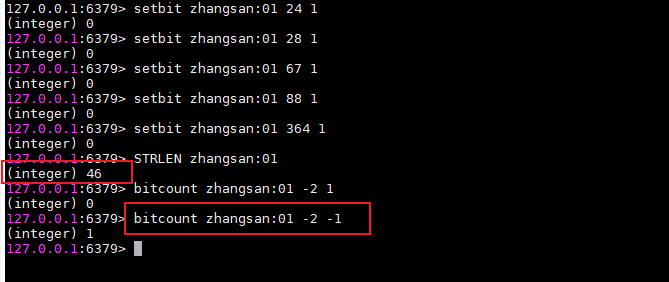 127.0.0.1:6379> setbit zhangsan:01 24 1
(integer) 0
127.0.0.1:6379> setbit zhangsan:01 28 1
(integer) 0
127.0.0.1:6379> setbit zhangsan:01 67 1
(integer) 0
127.0.0.1:6379> setbit zhangsan:01 88 1
(integer) 0
127.0.0.1:6379> setbit zhangsan:01 364 1
(integer) 0
127.0.0.1:6379> STRLEN zhangsan:01
(integer) 46
127.0.0.1:6379> bitcount zhangsan:01 -2 1
(integer) 0
127.0.0.1:6379> bitcount zhangsan:01 -2 -1
(integer) 1
127.0.0.1:6379>